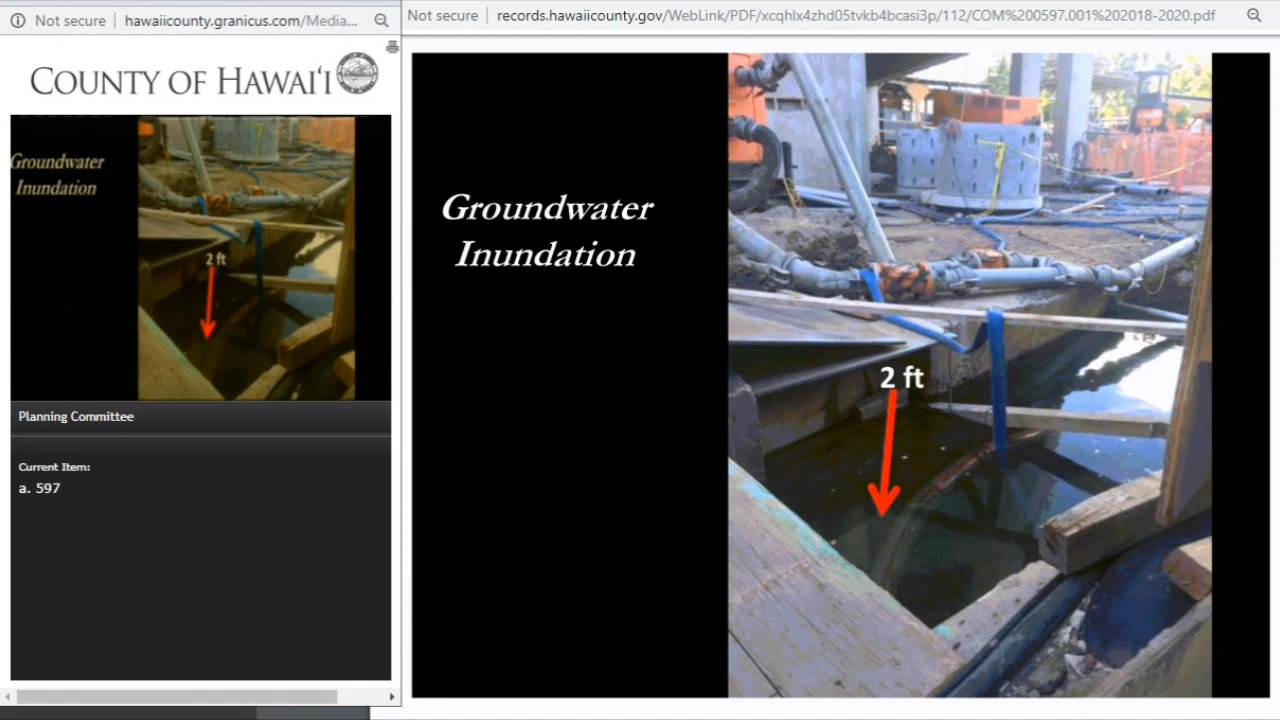 Not secure
hawaiicounty.granicus.com/Media...
COUNTY OF HAWAI‘I
Groundwater
Inundation
2 ft
Planning Committee
Current Item:
a. 597
Not secure
records.hawaiicounty.gov/WebLink/PDF/xcqhlx4zhd05tvkb4bcasi3p/112/COM%200597.001%202018-2020.pdf
Groundwater
Inundation
2 ft